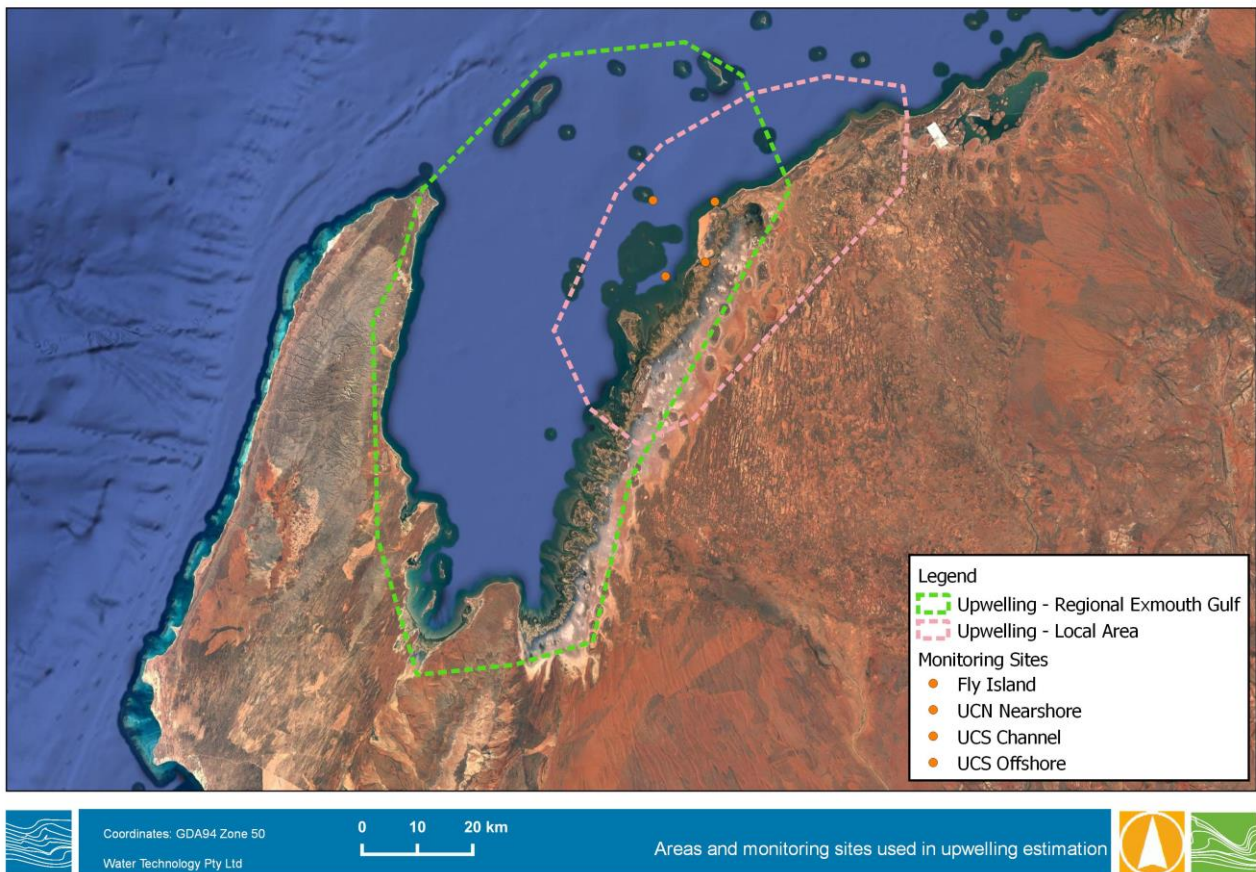 Legend
Upwelling - Regional Exmouth Gulf
Upwelling - Local Area
Monitoring Sites
Fly Island
UCN Nearshore
UCS Channel
UCS Offshore
Coordinates: GDA94 Zone 50
Water Technology Pty Ltd
0 10 20 km
Areas and monitoring sites used in upwelling estimation